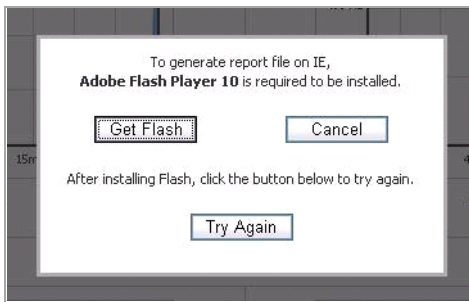 To generate report file on IE,
Adobe Flash Player 10 is required to be installed.
Get Flash Cancel
15m
After installing Flash, click the button below to try again.
Try Again